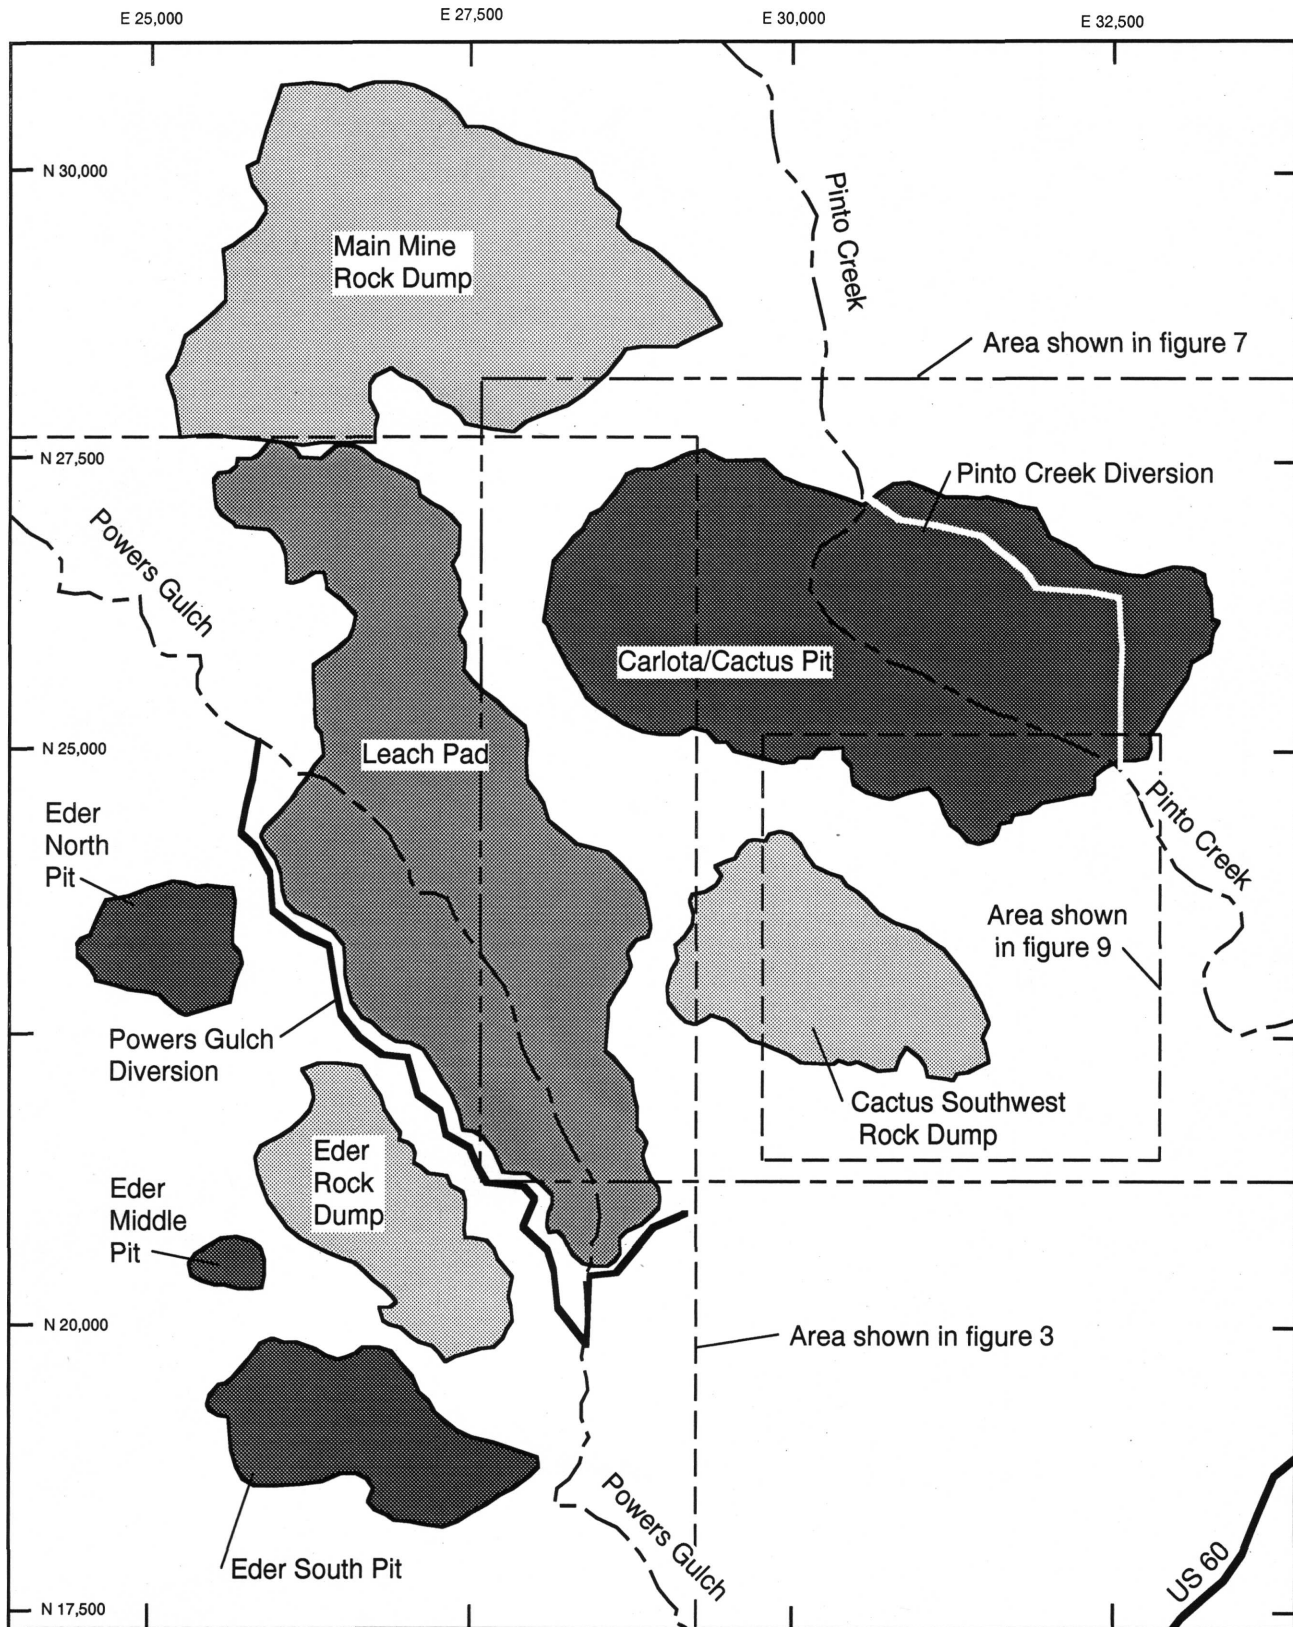 E 25,000
E 27,500
E 30,000
E 32,500
N 30,000
Pinto Creek
Main Mine
Rock Dump
Area shown in figure 7
N 27,500
Pinto Creek Diversion
Powers Gulch
Carlota/Cactus Pit
N 25,000
Leach Pad
Pinto Creek
Eder
North
Pit
Area shown
in figure 9
Powers Gulch
Diversion
Cactus Southwest
Rock Dump
Eder
Rock
Dump
Eder
Middle
Pit
N 20,000
Area shown in figure 3
Powers Gulch
US 60
Eder South Pit
N 17,500